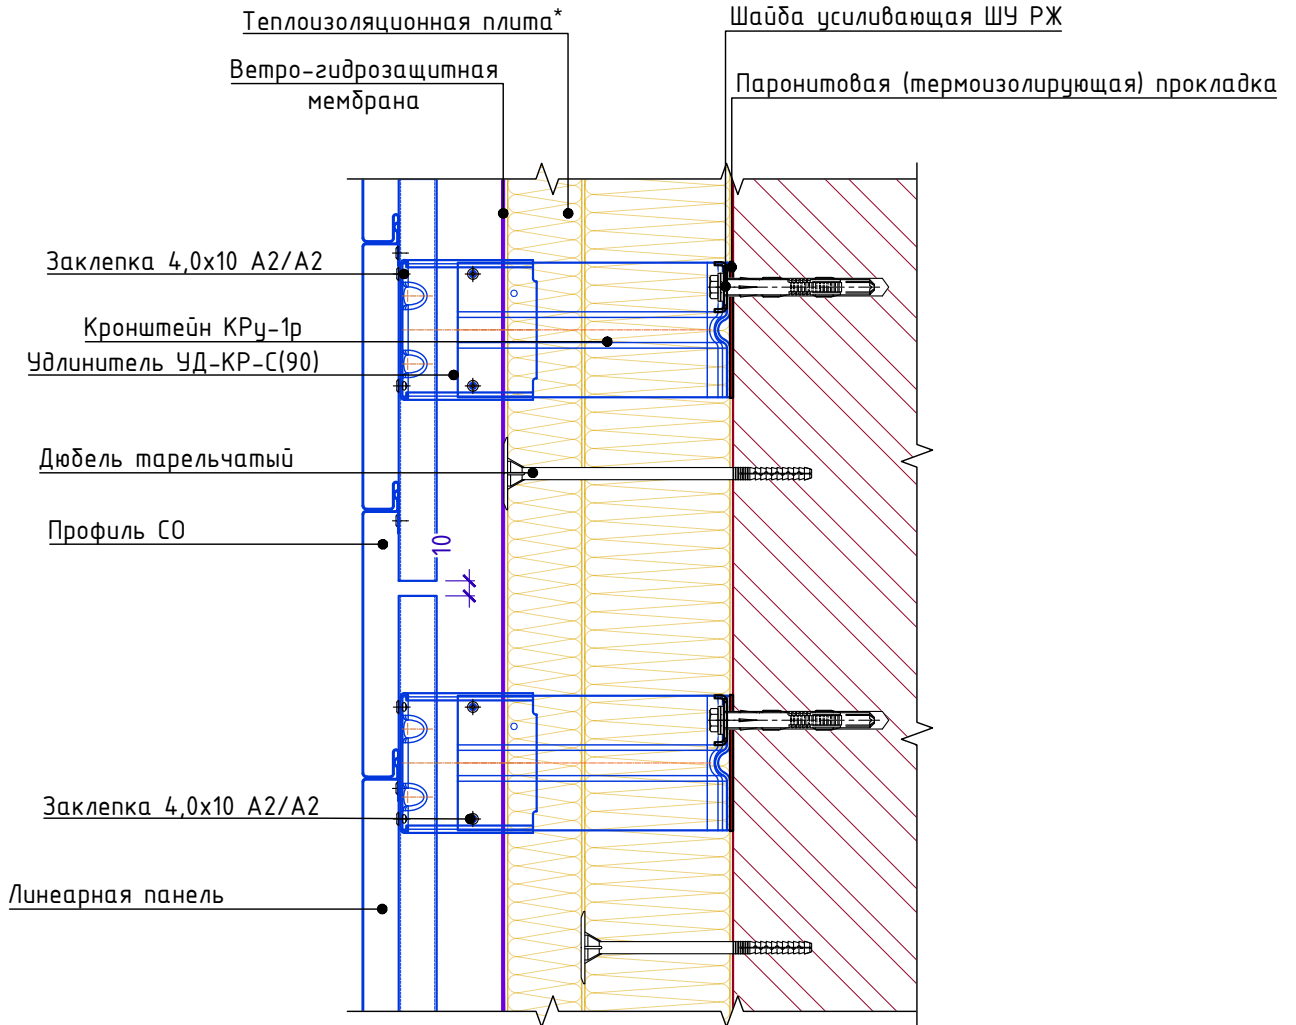 Теплоизоляционная плита*
Шайба усиливающая ШУ РЖ
Ветро-гидрозащитная
мембрана
Паронитовая (термоизолирующая) прокладка
Заклепка 4,0х10 А2/А2
Кронштейн КРу-1р
Удлинитель УД-КР-С(90)
Дюбель тарельчатый
Профиль СО
10
Заклепка 4,0х10 А2/А2
Линеарная панель